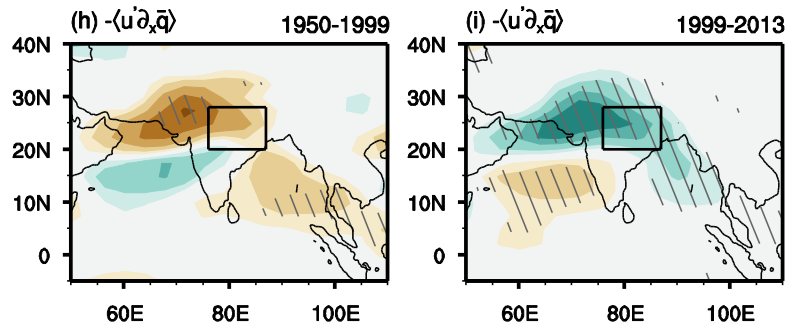 (h) -⟨u'∂ₓq̄⟩ 1950-1999 (i) -⟨u'∂ₓq̄⟩ 1999-2013
40N 40N
30N 30N
20N 20N
10N 10N
0 0
60E 80E 100E 60E 80E 100E